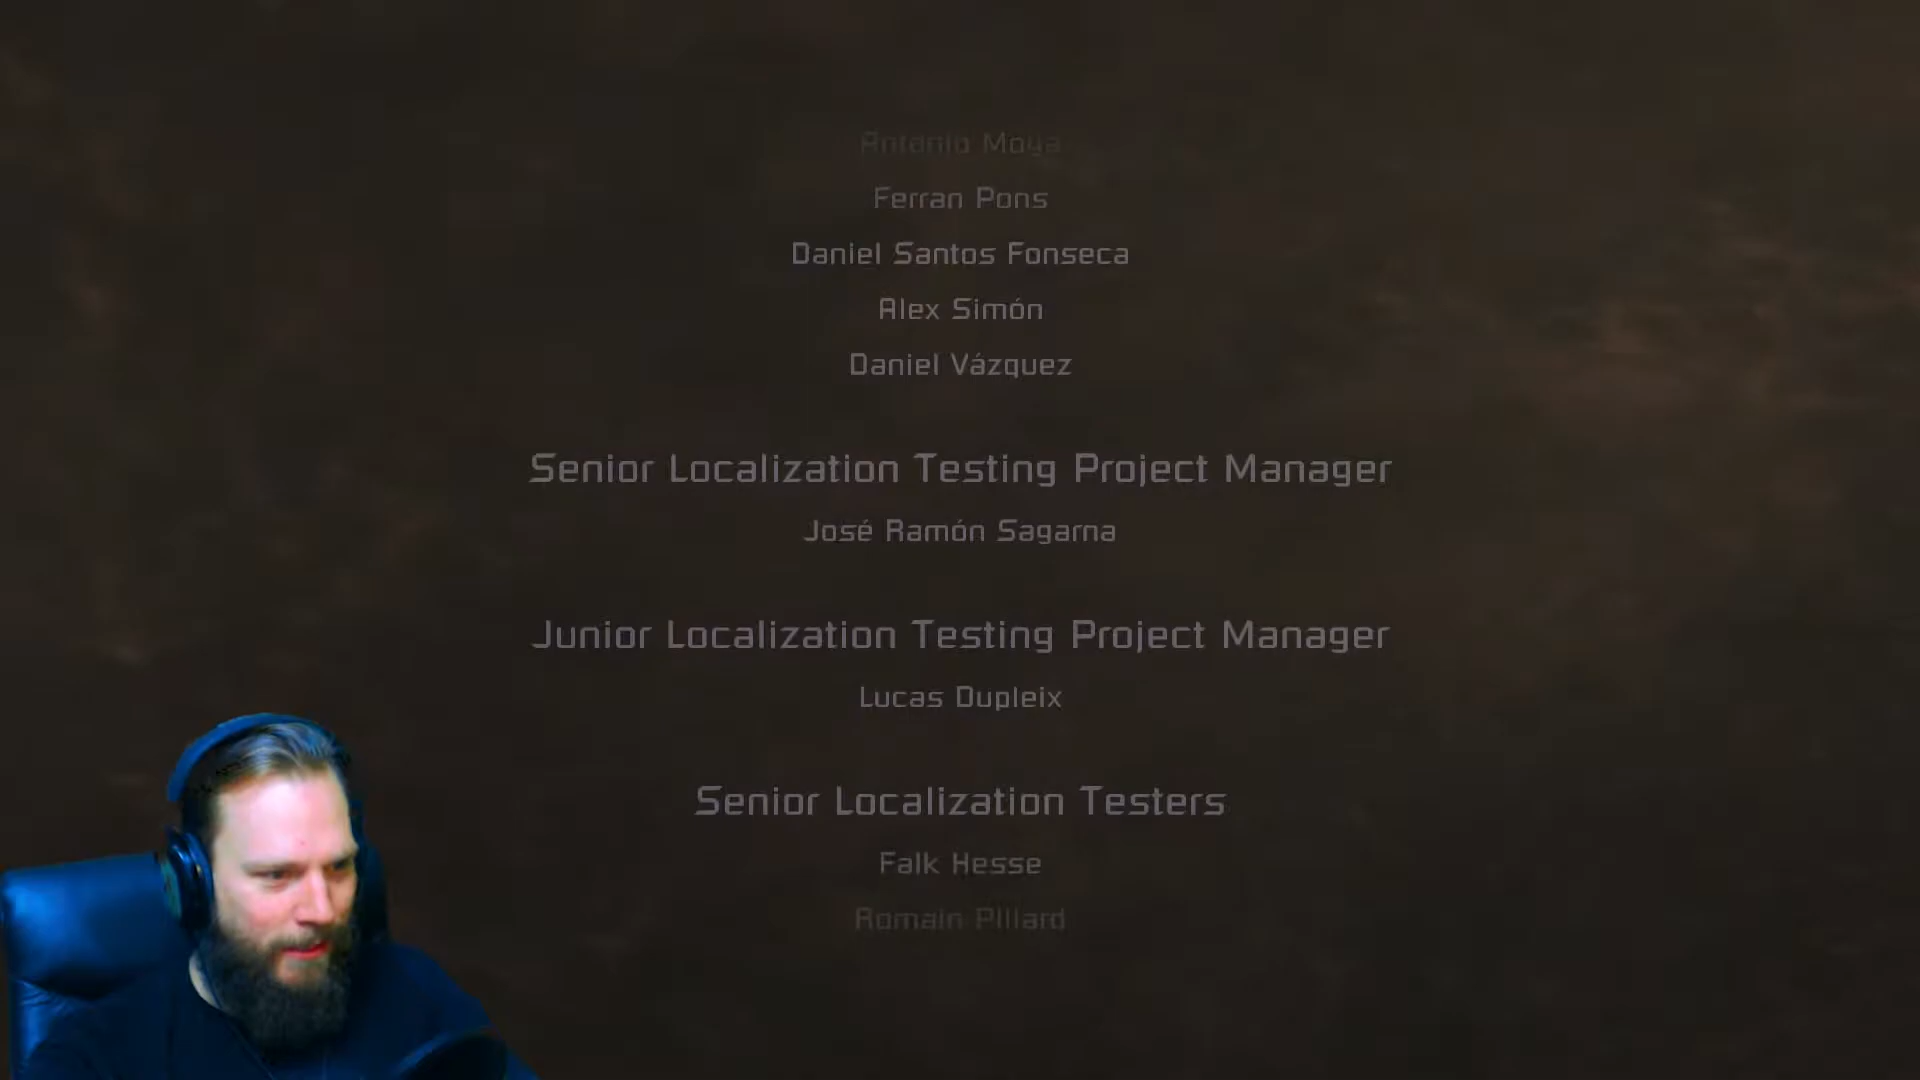 Antonio Moya
Ferran Pons
Daniel Santos Fonseca
Alex Simón
Daniel Vázquez
Senior Localization Testing Project Manager
José Ramón Sagarna
Junior Localization Testing Project Manager
Lucas Dupleix
Senior Localization Testers
Falk Hesse
Romain Pillard